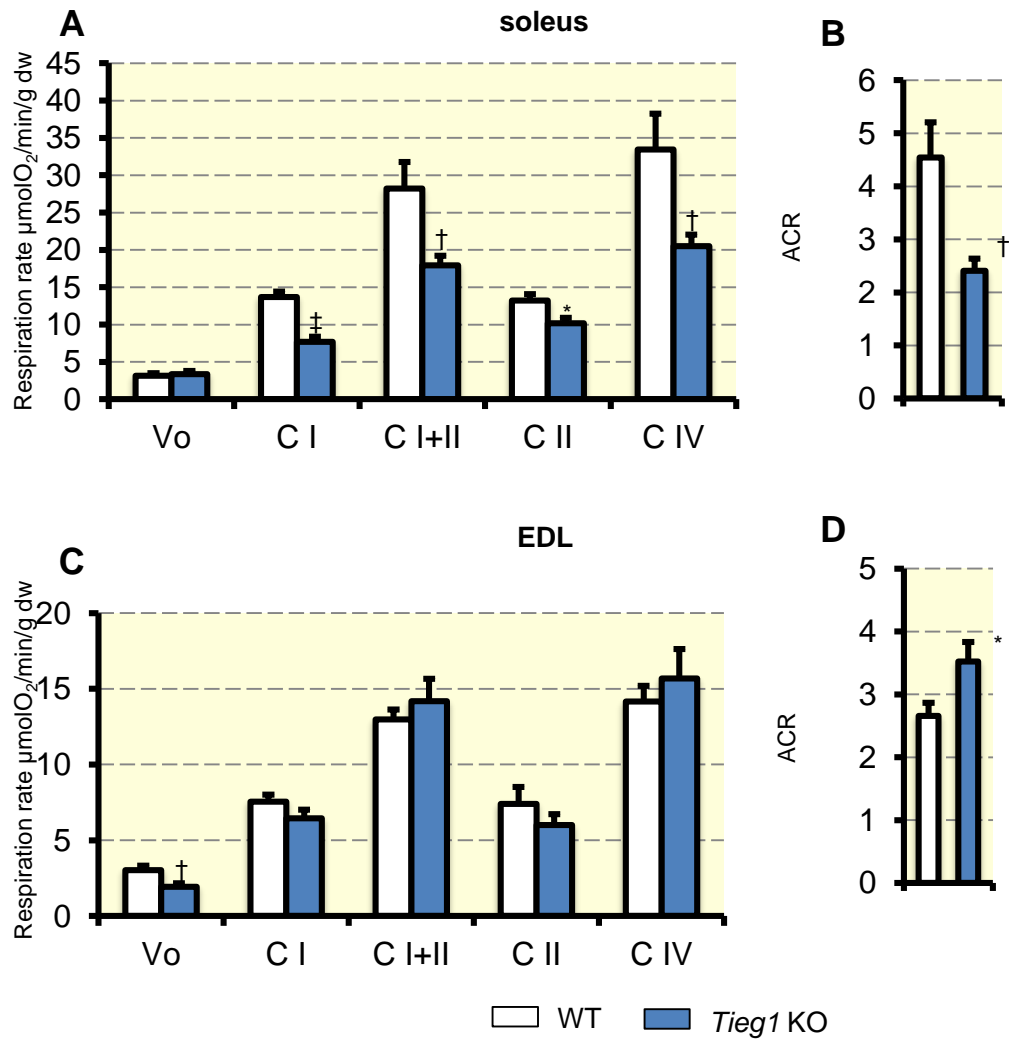 A
soleus
B
Respiration rate µmolO₂/min/g dw
45
40
35
30
25
20
15
10
5
0
‡
†
*
†
Vo C I C I+II C II C IV
ACR
6
5
4
3
2
1
0
†
C
EDL
D
Respiration rate µmolO₂/min/g dw
20
15
10
5
0
†
Vo C I C I+II C II C IV
ACR
5
4
3
2
1
0
*
WT Tieg1 KO